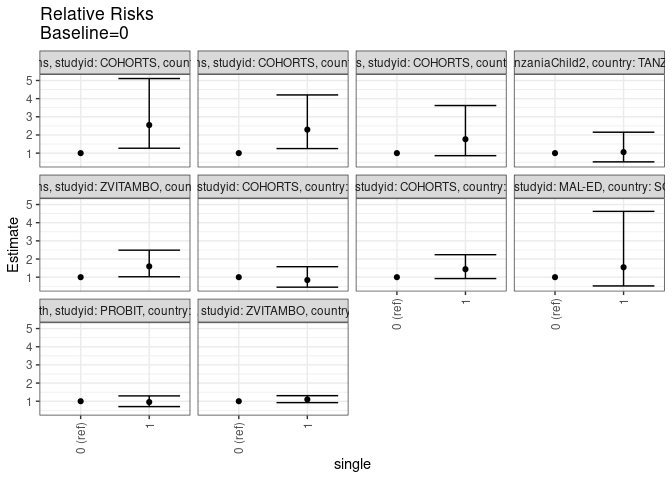 Relative Risks
Baseline=0
ns, studyid: COHORTS, count
ns, studyid: COHORTS, count
s, studyid: COHORTS, count
nzaniaChild2, country: TANZ
5
4
3
2
1
ns, studyid: ZVITAMBO, coun
studyid: COHORTS, country:
studyid: COHORTS, country:
studyid: MAL-ED, country: SO
5
4
3
2
1
0 (ref)
1
0 (ref)
1
th, studyid: PROBIT, country:
studyid: ZVITAMBO, country
5
4
3
2
1
0 (ref)
1
0 (ref)
1
Estimate
single